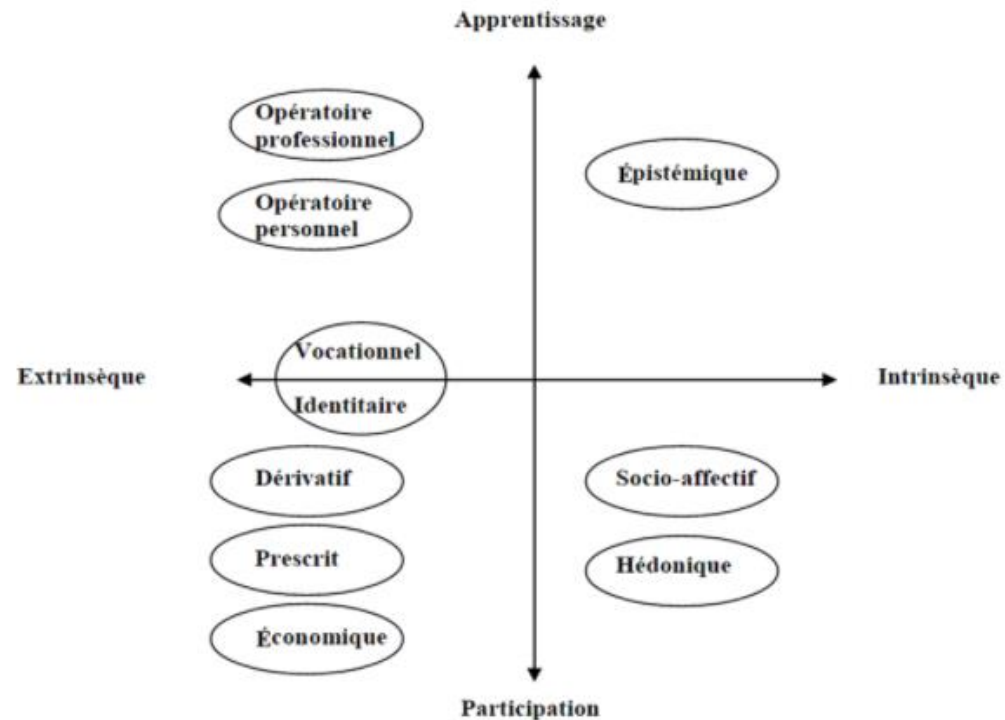 Apprentissage
Opératoire
professionnel
Épistémique
Opératoire
personnel
Vocationnel
Extrinsèque
Intrinsèque
Identitaire
Dérivatif
Socio-affectif
Prescrit
Hédonique
Économique
Participation